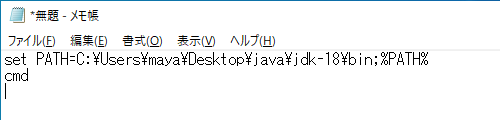 *無題 - メモ帳
ファイル(F) 編集(E) 書式(O) 表示(V) ヘルプ(H)
set PATH=C:¥Users¥maya¥Desktop¥java¥jdk-18¥bin;%PATH%
cmd